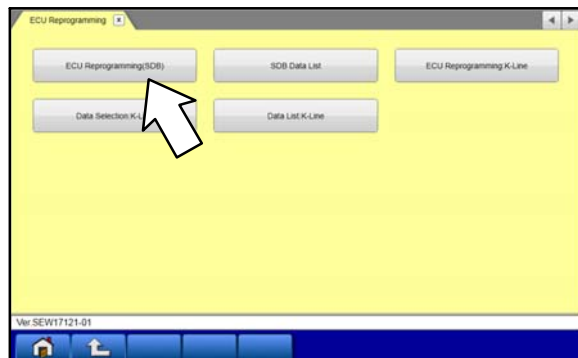 ECU Reprogramming
ECU Reprogramming(SDB) SDB Data List ECU Reprogramming:K-Line
Data Selection:K-L Data List:K-Line
Ver.SEW17121-01